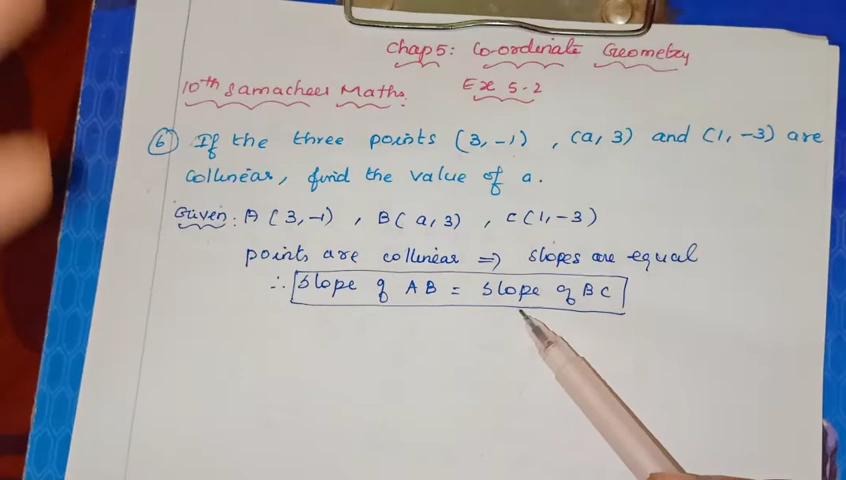 Chap 5: Co-ordinate Geometry
10th Samacheer Maths. Ex 5.2
6) If the three points (3, -1) , (a, 3) and (1, -3) are
collinear, find the value of a.
Given: A (3, -1) , B( a, 3) , C (1, -3)
points are collinear => slopes are equal
∴ Slope of AB = Slope of BC